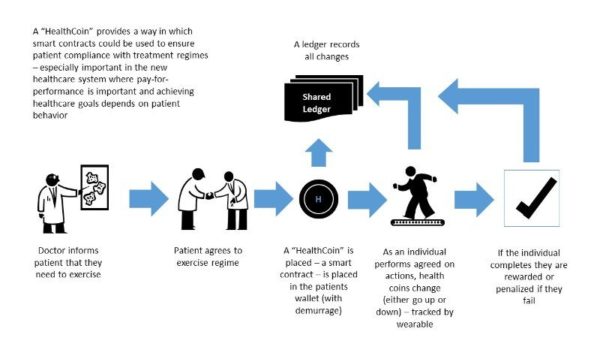 A “HealthCoin” provides a way in which
smart contracts could be used to ensure
patient compliance with treatment regimes
– especially important in the new
healthcare system where pay-for-
performance is important and achieving
healthcare goals depends on patient
behavior
A ledger records
all changes
Shared
Ledger
H
Doctor informs
patient that they
need to exercise
Patient agrees to
exercise regime
A “HealthCoin” is
placed – a smart
contract – is placed
in the patients
wallet (with
demurrage)
As an individual
performs agreed on
actions, health
coins change
(either go up or
down) – tracked by
wearable
If the individual
completes they are
rewarded or
penalized if they
fail